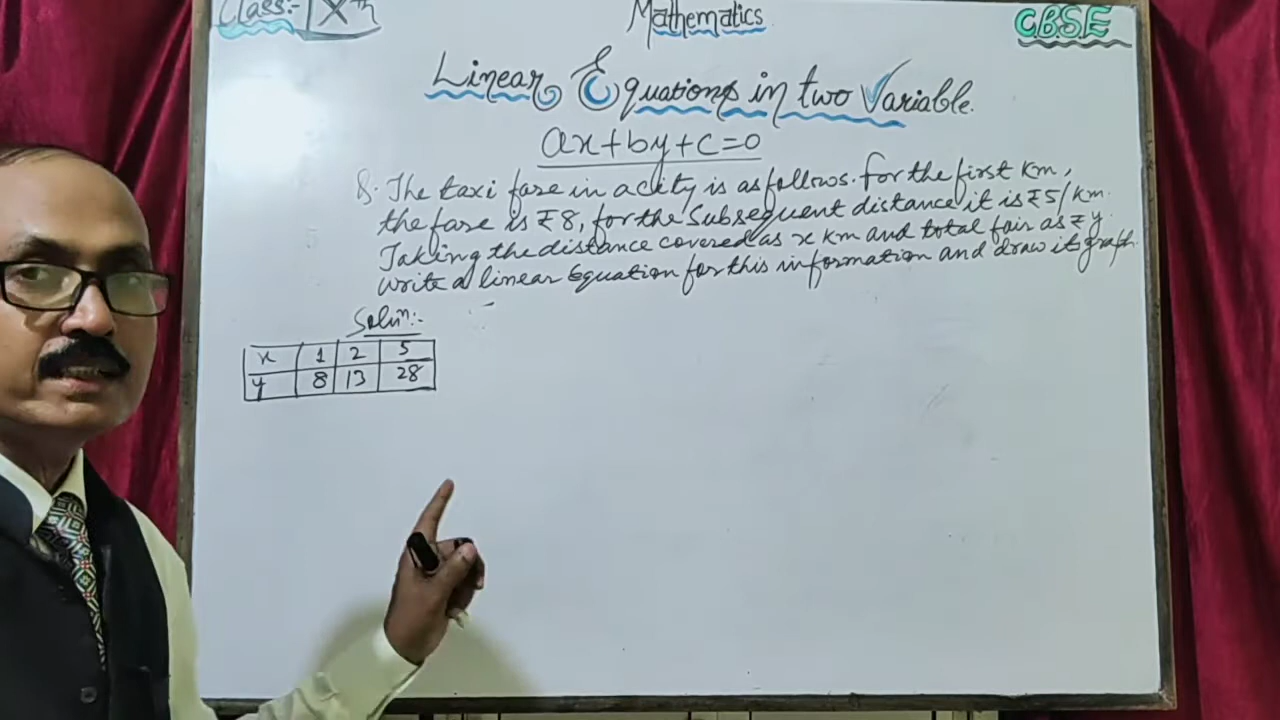 Class:- Xth
Mathematics
CBSE
Linear Equations in two Variable.
ax+by+c=0
8. The taxi fare in a city is as follows. for the first Km,
the fare is ₹8, for the Subsequent distance it is ₹5/Km.
Taking the distance covered as x Km and total fair as ₹ y.
write a linear Equation for this information and draw its graph.
Solun:-
x 1 2 5
y 8 13 28